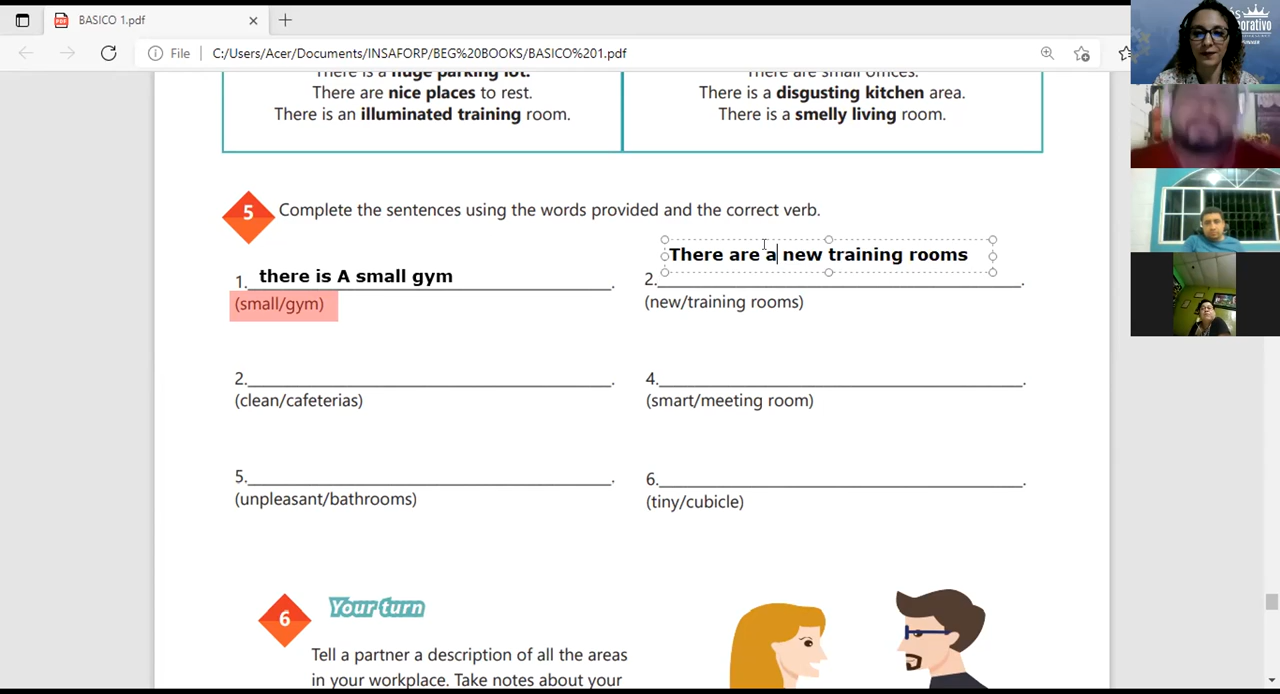 BASICO 1.pdf
File C:/Users/Acer/Documents/INSAFORP/BEG%20BOOKS/BASICO%201.pdf
There is a huge parking lot.
There are nice places to rest.
There is an illuminated training room.
There are small offices.
There is a disgusting kitchen area.
There is a smelly living room.
5 Complete the sentences using the words provided and the correct verb.
1. there is A small gym.
(small/gym)
There are a new training rooms
2.
(new/training rooms)
2.
(clean/cafeterias)
4.
(smart/meeting room)
5.
(unpleasant/bathrooms)
6.
(tiny/cubicle)
6 Your turn
Tell a partner a description of all the areas
in your workplace. Take notes about your